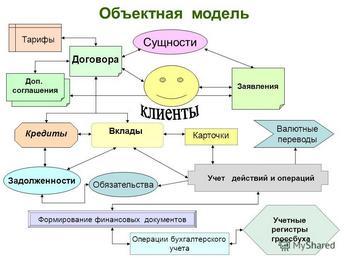 Объектная модель
Тарифы
Сущности
Договора
Доп.
соглашения
Заявления
клиенты
Кредиты
Вклады
Карточки
Валютные
переводы
Задолженности
Обязательства
Учет действий и операций
Формирование финансовых документов
Операции бухгалтерского
учета
Учетные
регистры
гроссбуха
MyShared